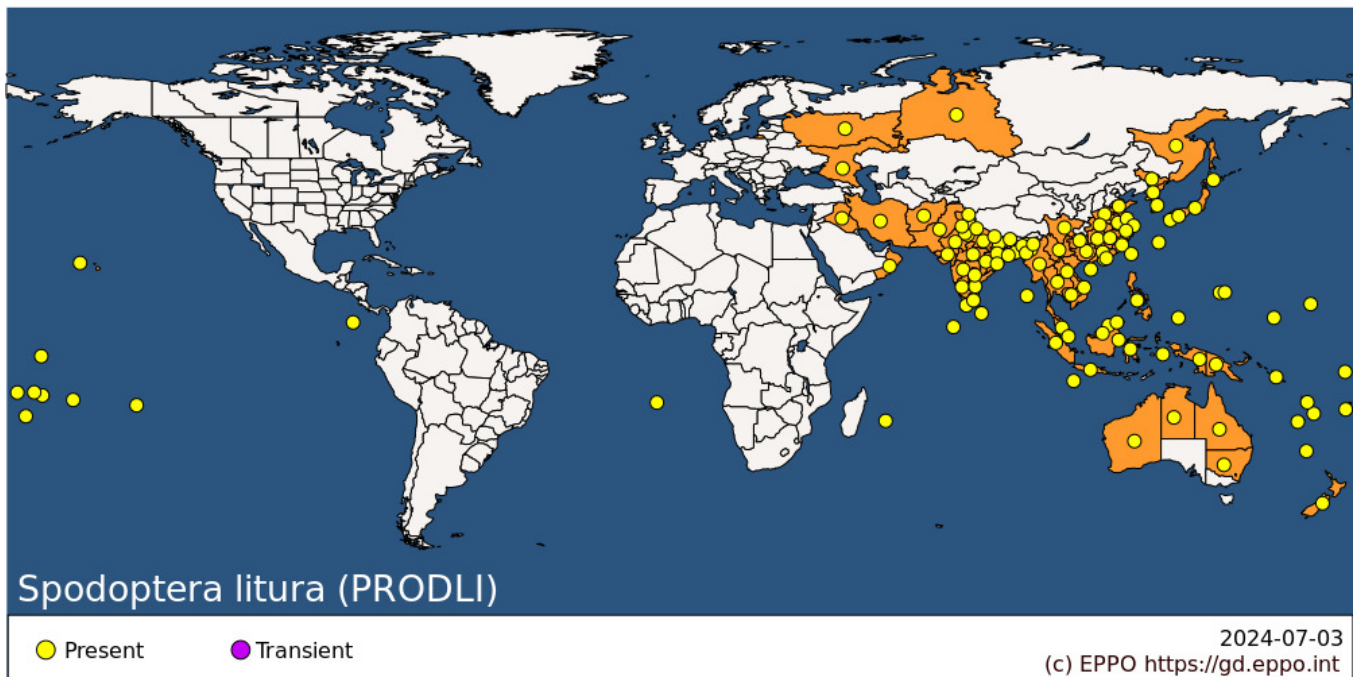 Spodoptera litura (PRODLI)
Present
Transient
2024-07-03
(c) EPPO https://gd.eppo.int